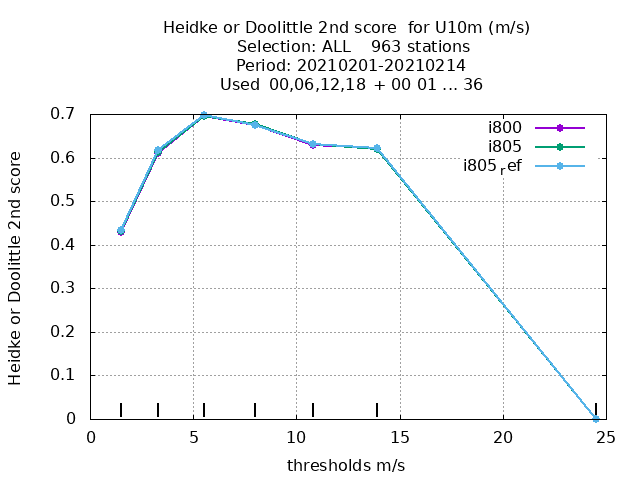 Heidke or Doolittle 2nd score  for U10m (m/s)
Selection: ALL    963 stations
Period: 20210201-20210214
Used  00,06,12,18  + 00 01 ... 36
Heidke or Doolittle 2nd score
0.7
0.6
0.5
0.4
0.3
0.2
0.1
0
i800
i805
i805ref
0
5
10
15
20
25
thresholds m/s